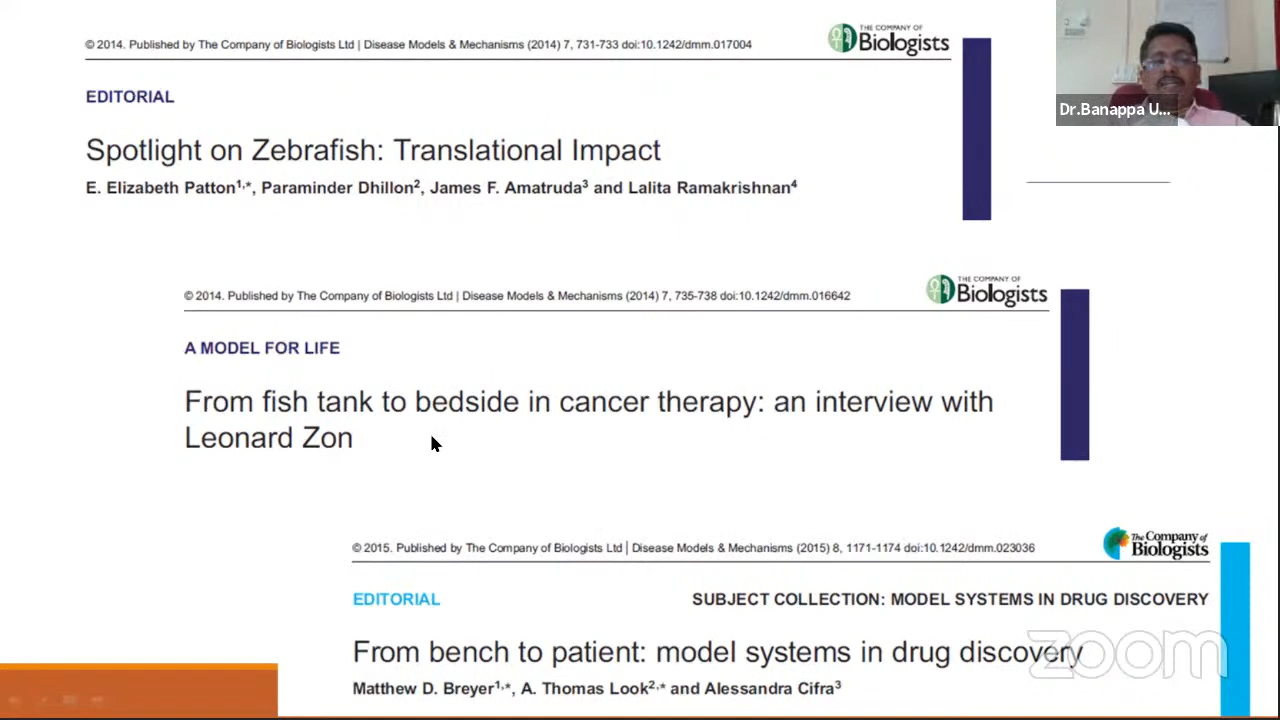 © 2014. Published by The Company of Biologists Ltd | Disease Models & Mechanisms (2014) 7, 731-733 doi:10.1242/dmm.017004
THE COMPANY OF
Biologists
Dr.Banappa U...
EDITORIAL
Spotlight on Zebrafish: Translational Impact
E. Elizabeth Patton1,*, Paraminder Dhillon2, James F. Amatruda3 and Lalita Ramakrishnan4
© 2014. Published by The Company of Biologists Ltd | Disease Models & Mechanisms (2014) 7, 735-738 doi:10.1242/dmm.016642
THE COMPANY OF
Biologists
A MODEL FOR LIFE
From fish tank to bedside in cancer therapy: an interview with
Leonard Zon
© 2015. Published by The Company of Biologists Ltd | Disease Models & Mechanisms (2015) 8, 1171-1174 doi:10.1242/dmm.023036
The Company of
Biologists
EDITORIAL
SUBJECT COLLECTION: MODEL SYSTEMS IN DRUG DISCOVERY
From bench to patient: model systems in drug discovery
Matthew D. Breyer1,*, A. Thomas Look2,* and Alessandra Cifra3
zoom